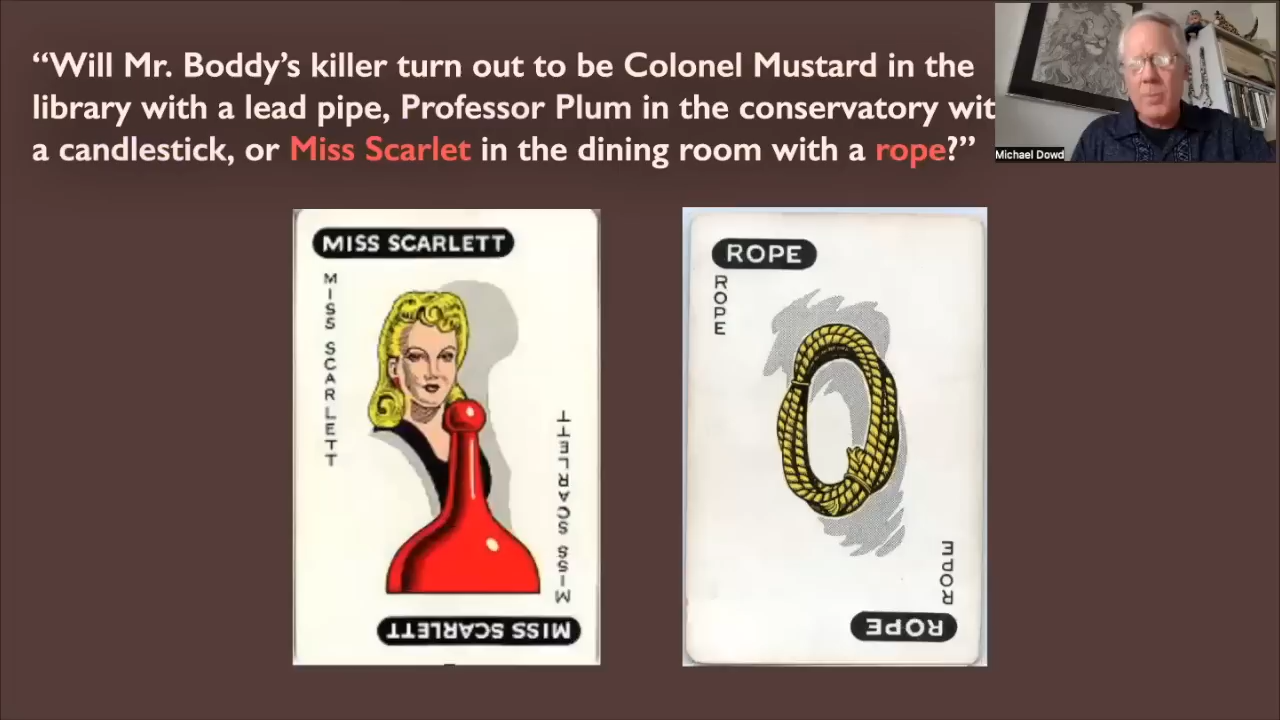 “Will Mr. Boddy’s killer turn out to be Colonel Mustard in the
library with a lead pipe, Professor Plum in the conservatory wit
a candlestick, or Miss Scarlet in the dining room with a rope?”
Michael Dowd
MISS SCARLETT
MISS SCARLETT
MISS SCARLETT
MISS SCARLETT
ROPE
ROPE
ROPE
ROPE